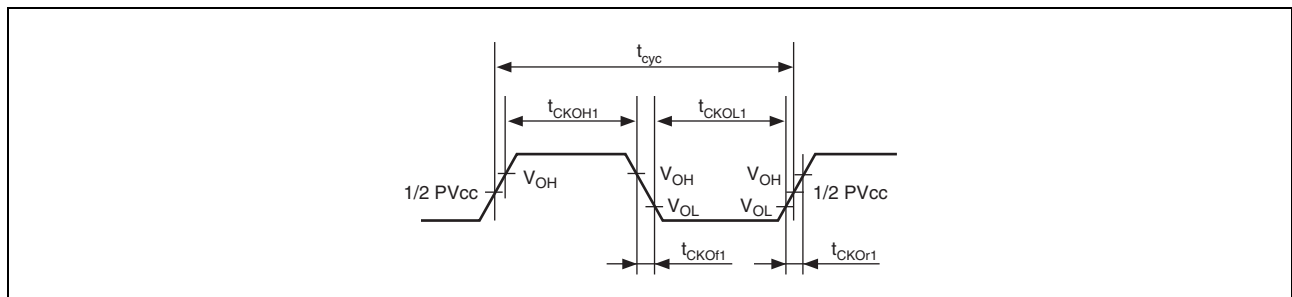 tcyc
tCKOH1 tCKOL1
VOH VOH VOH
1/2 PVcc 1/2 PVcc
VOL VOL
tCKOf1 tCKOr1